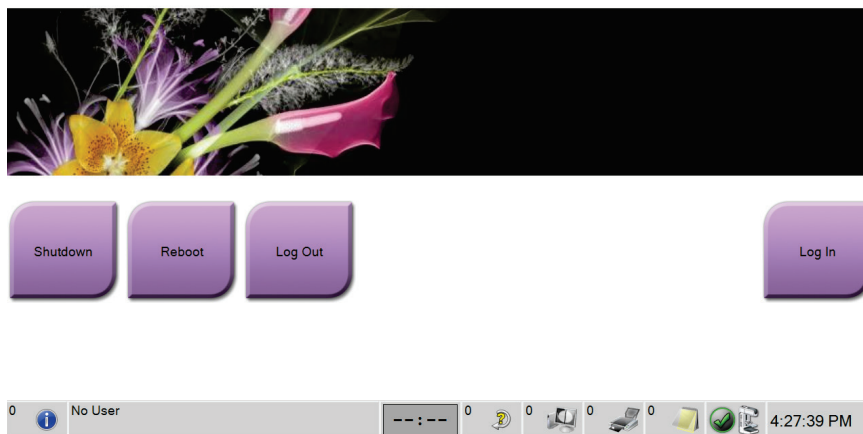 Shutdown
Reboot
Log Out
Log In
0
No User
--:--
0
0
0
0
4:27:39 PM